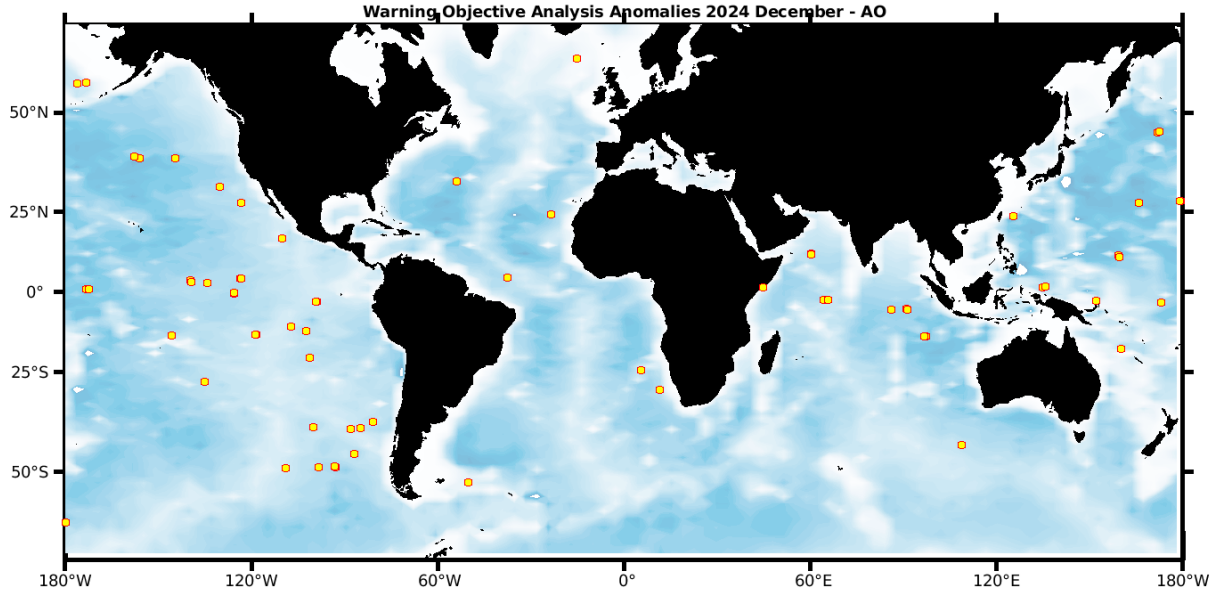 Warning Objective Analysis Anomalies 2024 December - AO
50°N
25°N
0°
25°S
50°S
180°W 120°W 60°W 0° 60°E 120°E 180°W